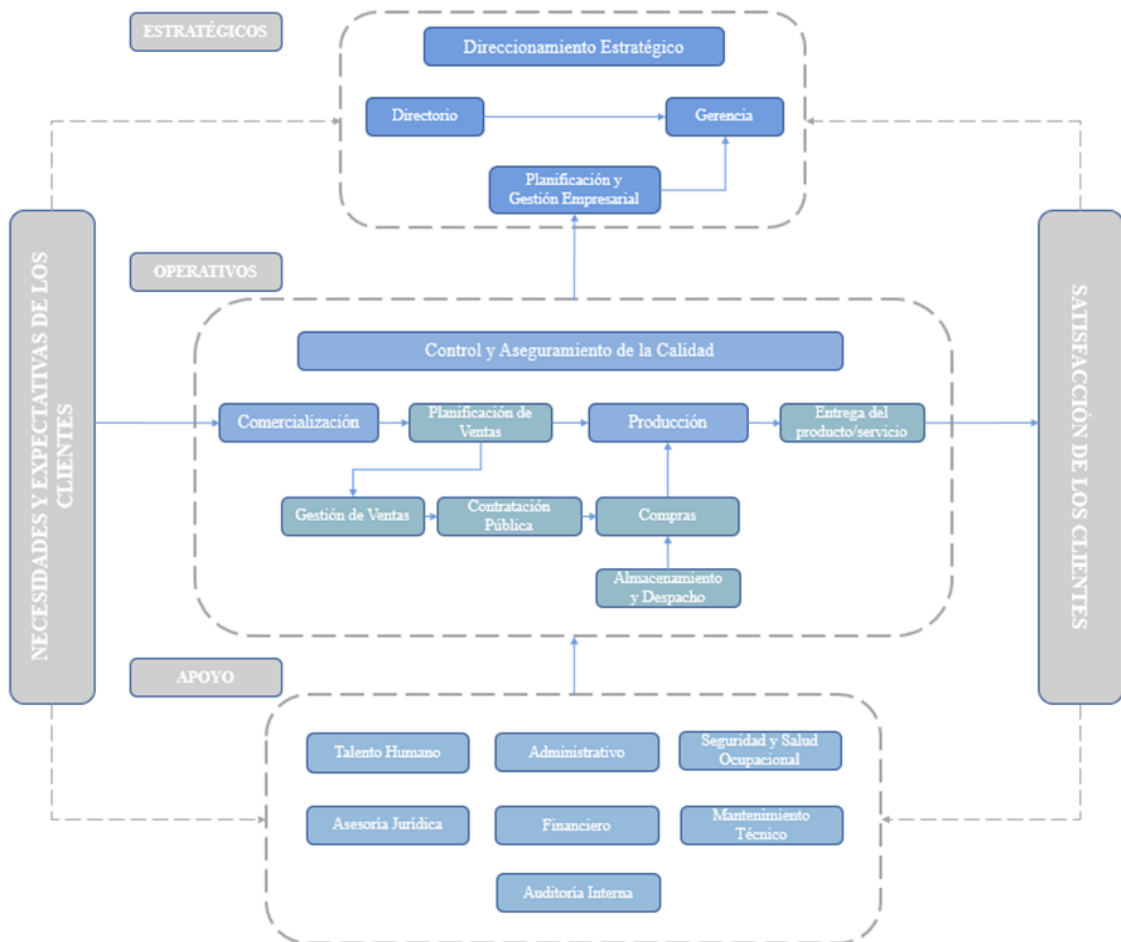 ESTRATÉGICOS
Direccionamiento Estratégico
Directorio
Gerencia
Planificación y
Gestión Empresarial
NECESIDADES Y EXPECTATIVAS DE LOS
CLIENTES
OPERATIVOS
Control y Aseguramiento de la Calidad
Comercialización
Planificación de
Ventas
Producción
Entrega del
producto/servicio
Gestión de Ventas
Contratación
Pública
Compras
Almacenamiento
y Despacho
SATISFACCIÓN DE LOS CLIENTES
APOYO
Talento Humano
Administrativo
Seguridad y Salud
Ocupacional
Asesoría Jurídica
Financiero
Mantenimiento
Técnico
Auditoría Interna